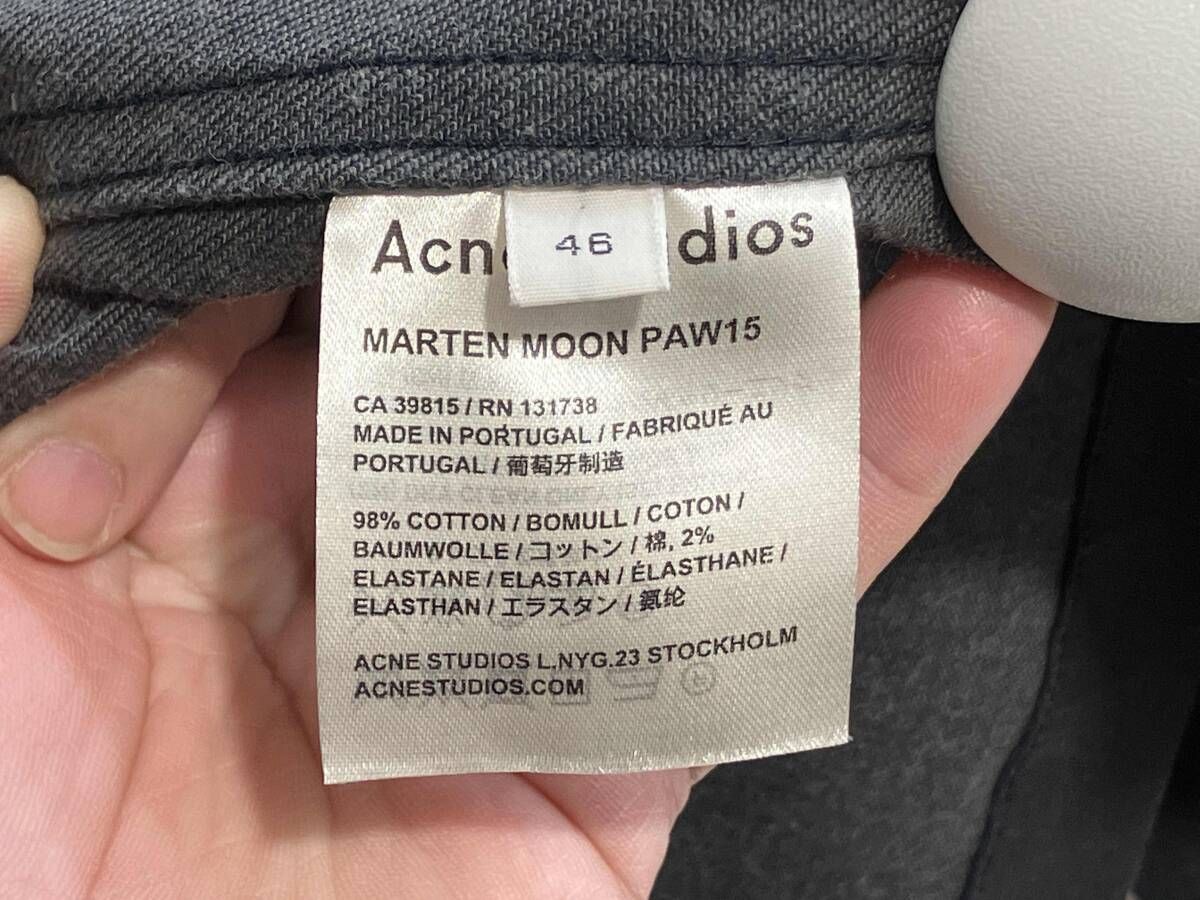 Acn dios
46
MARTEN MOON PAW15
CA 39815 / RN 131738
MADE IN PORTUGAL / FABRIQUÉ AU
PORTUGAL / 葡萄牙制造
98% COTTON / BOMULL / COTON /
BAUMWOLLE / コットン / 棉, 2%
ELASTANE / ELASTAN / ÉLASTHANE /
ELASTHAN / エラスタン / 氨纶
ACNE STUDIOS L.NYG.23 STOCKHOLM
ACNESTUDIOS.COM